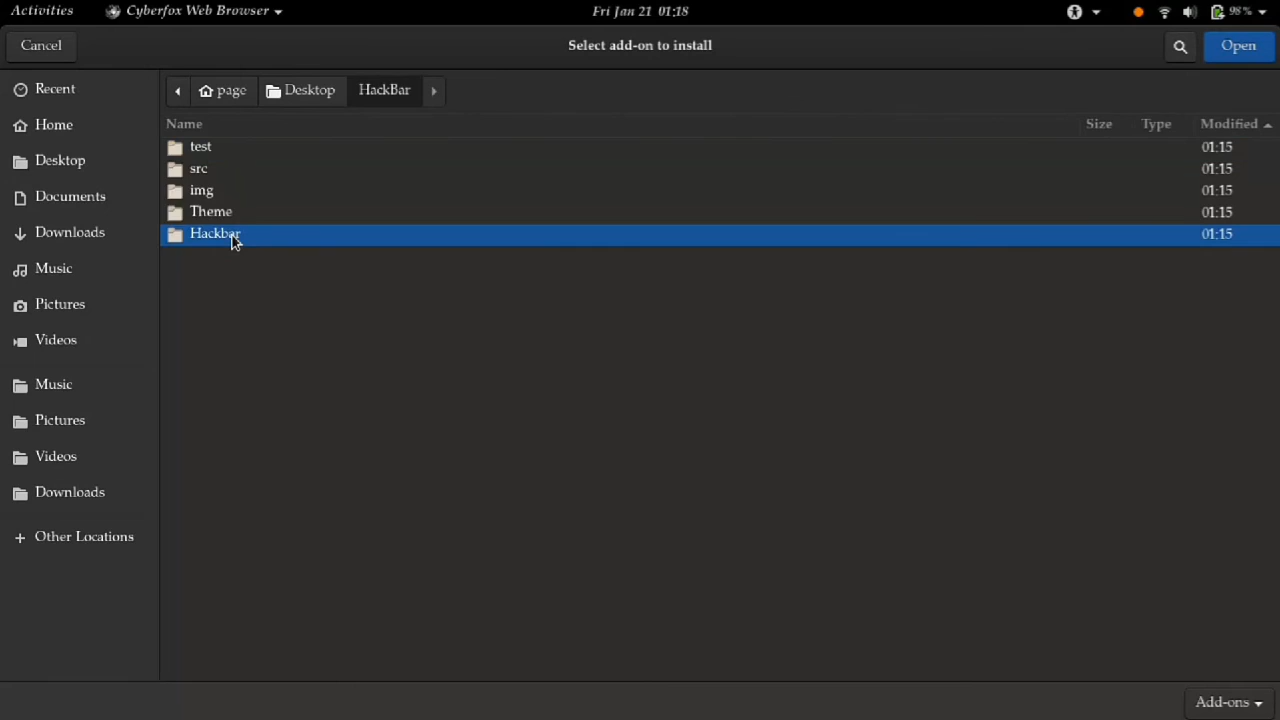 Activities Cyberfox Web Browser Fri Jan 21 01:18 98%
Cancel Select add-on to install Open
Recent
Home
Desktop
Documents
Downloads
Music
Pictures
Videos
Music
Pictures
Videos
Downloads
Other Locations
page Desktop HackBar
Name Size Type Modified
test 01:15
src 01:15
img 01:15
Theme 01:15
Hackbar 01:15
Add-ons